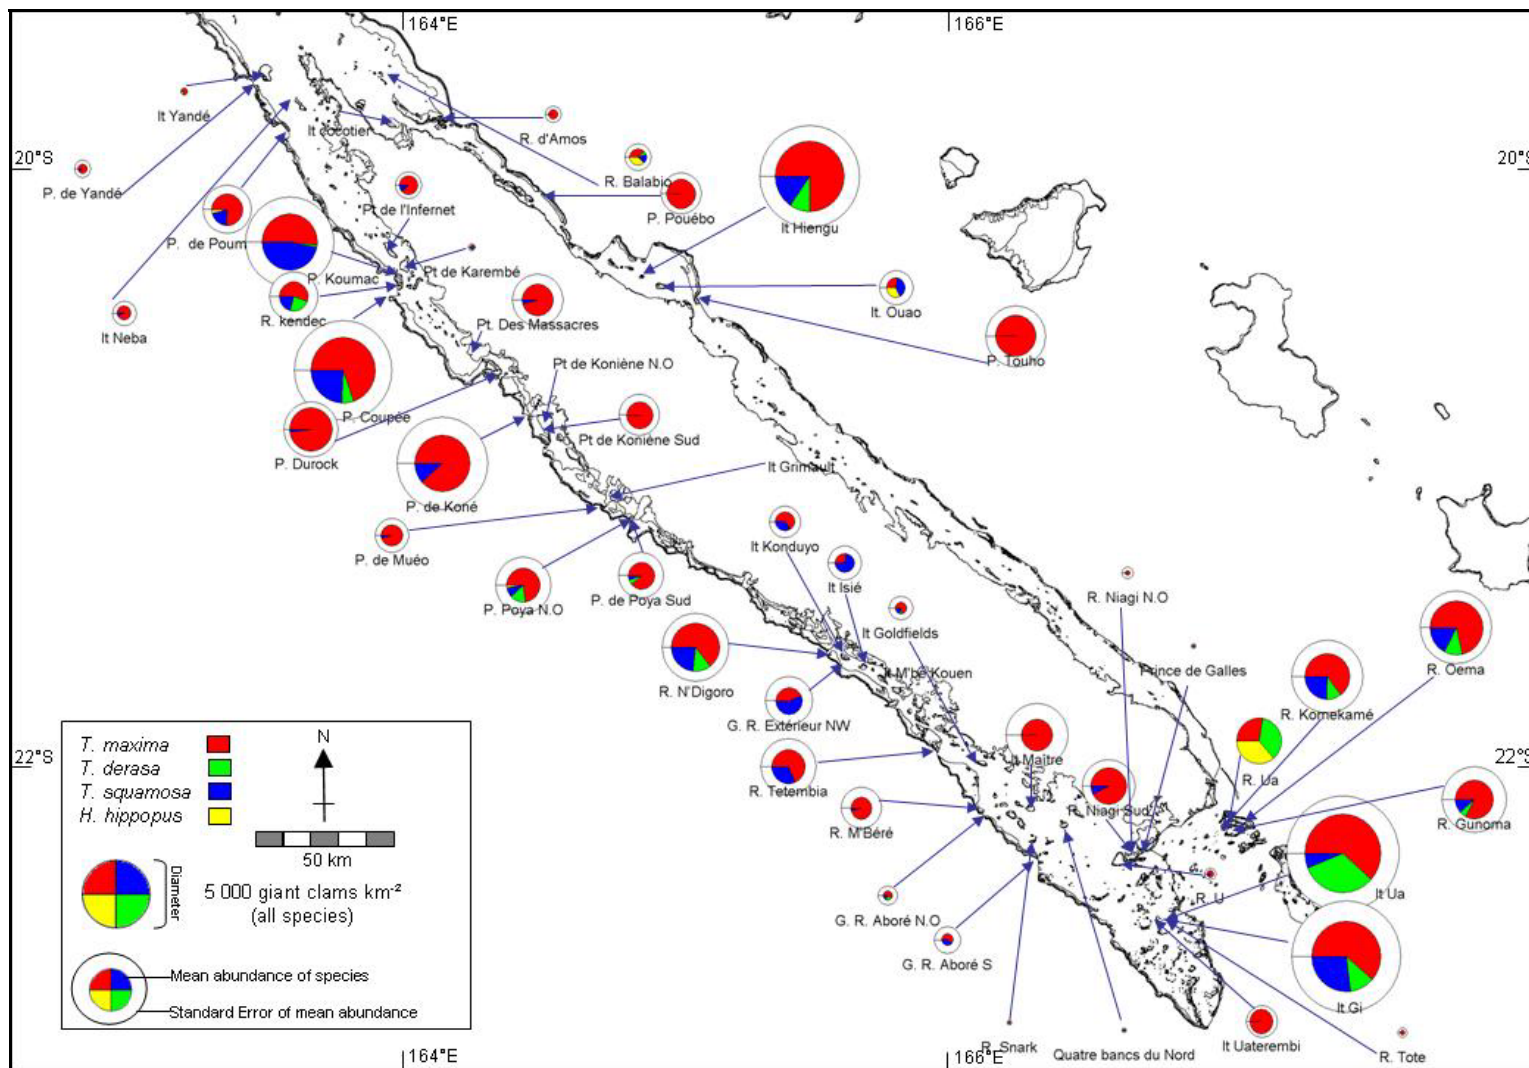 164°E
166°E
It Yandé
It cocotier
R. d'Amos
20°S
20°S
P. de Yandé
R. Balabio
Pt de l'Infernet
P. Pouébo
It Hiengu
P. de Poum
P. Koumac
Pt de Karembé
R. kendec
It. Ouao
Pt. Des Massacres
It Neba
P. Touho
Pt de Koniène N.O
P. Coupée
Pt de Koniène Sud
P. Durock
It Grimault
P. de Koné
It Konduyo
P. de Muéo
It Isié
R. Niagi N.O
P. Poya N.O
P. de Poya Sud
It Goldfields
It M'bé Kouen
Prince de Galles
R. Oema
R. N'Digoro
R. Komekamé
G. R. Extérieur NW
22°S
22°S
It Maître
R. Ua
R. Tetembia
R. Niagi Sud
R. M'Béré
R. Gunoma
It Ua
R. U
G. R. Aboré N.O
G. R. Aboré S
It Gi
R. Snark
Quatre bancs du Nord
It Uaterembi
R. Tote
164°E
166°E
T. maxima
T. derasa
T. squamosa
H. hippopus
N
50 km
Diameter
5 000 giant clams km⁻²
(all species)
Mean abundance of species
Standard Error of mean abundance